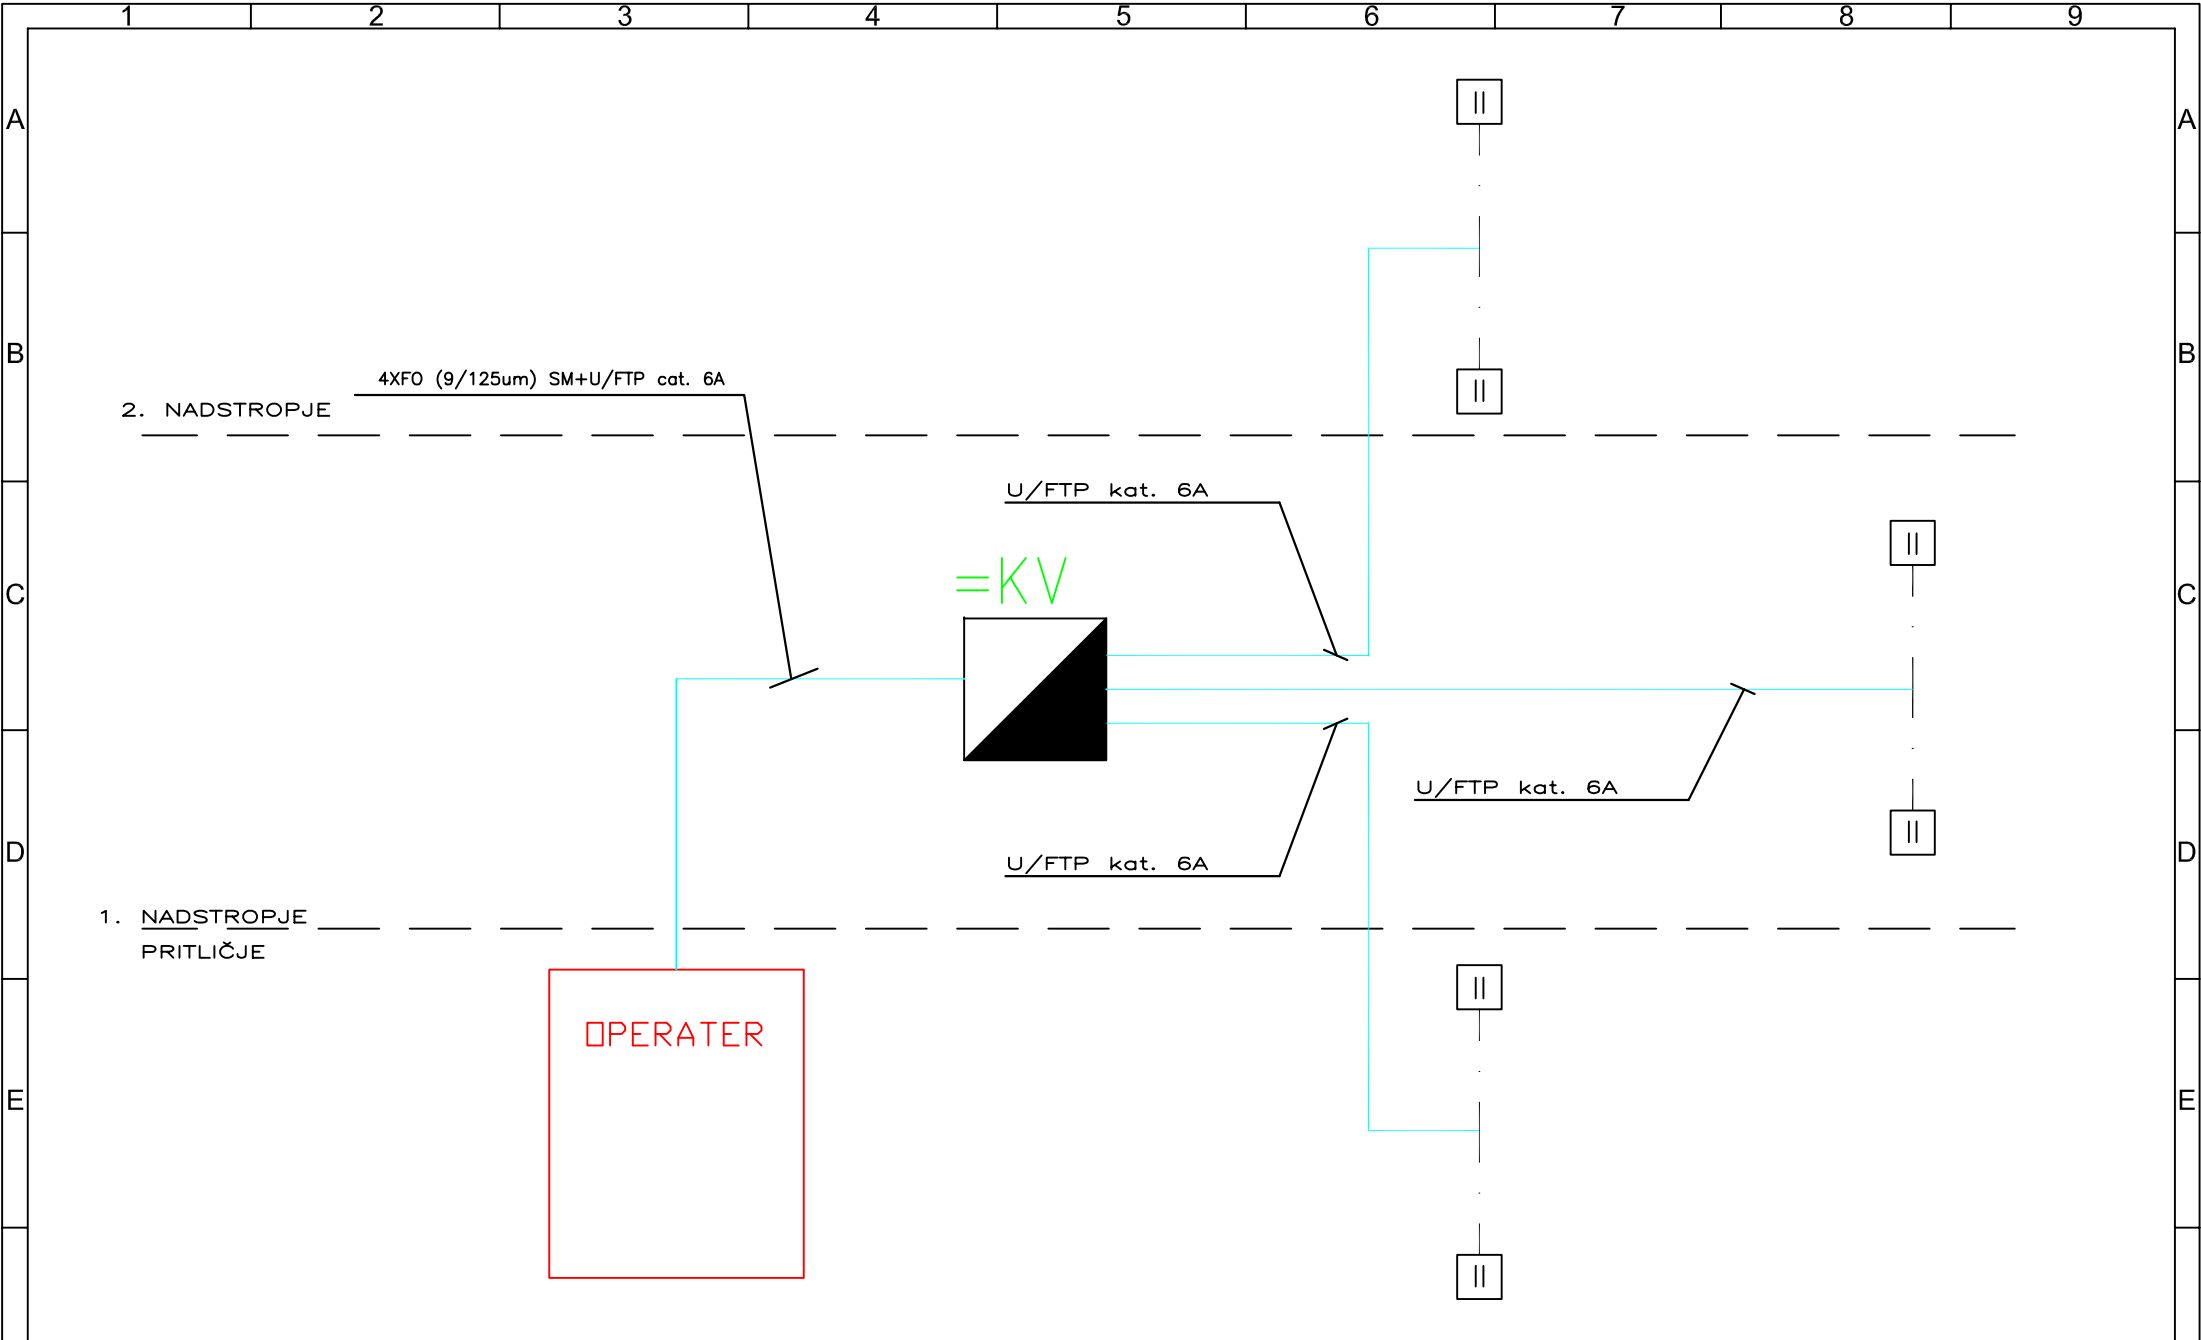 1 2 3 4 5 6 7 8 9
A A
B B
4XFO (9/125um) SM+U/FTP cat. 6A
2. NADSTROPJE
U/FTP kat. 6A
=KV
C C
U/FTP kat. 6A
D D
U/FTP kat. 6A
1. NADSTROPJE
PRITLIČJE
OPERATER
E E